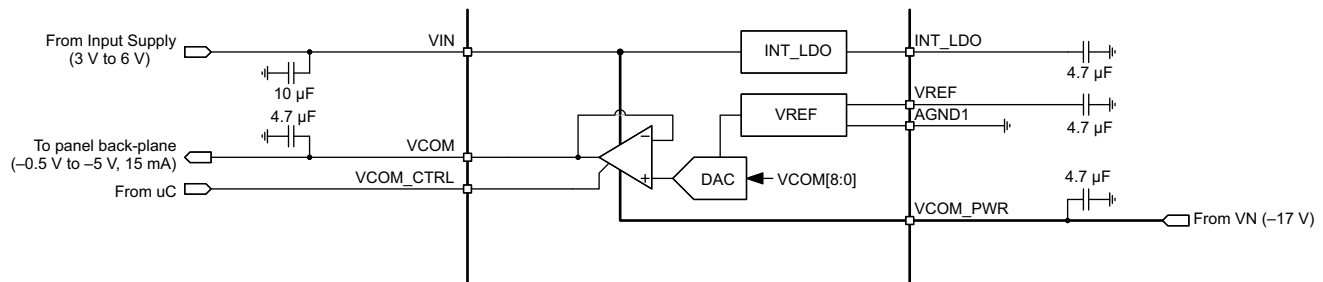 From Input Supply
(3 V to 6 V)
VIN
10 µF
INT_LDO
INT_LDO
4.7 µF
VREF
VREF
AGND1
4.7 µF
4.7 µF
To panel back-plane
(–0.5 V to –5 V, 15 mA)
VCOM
–
+
DAC
VCOM[8:0]
From uC
VCOM_CTRL
4.7 µF
VCOM_PWR
From VN (–17 V)